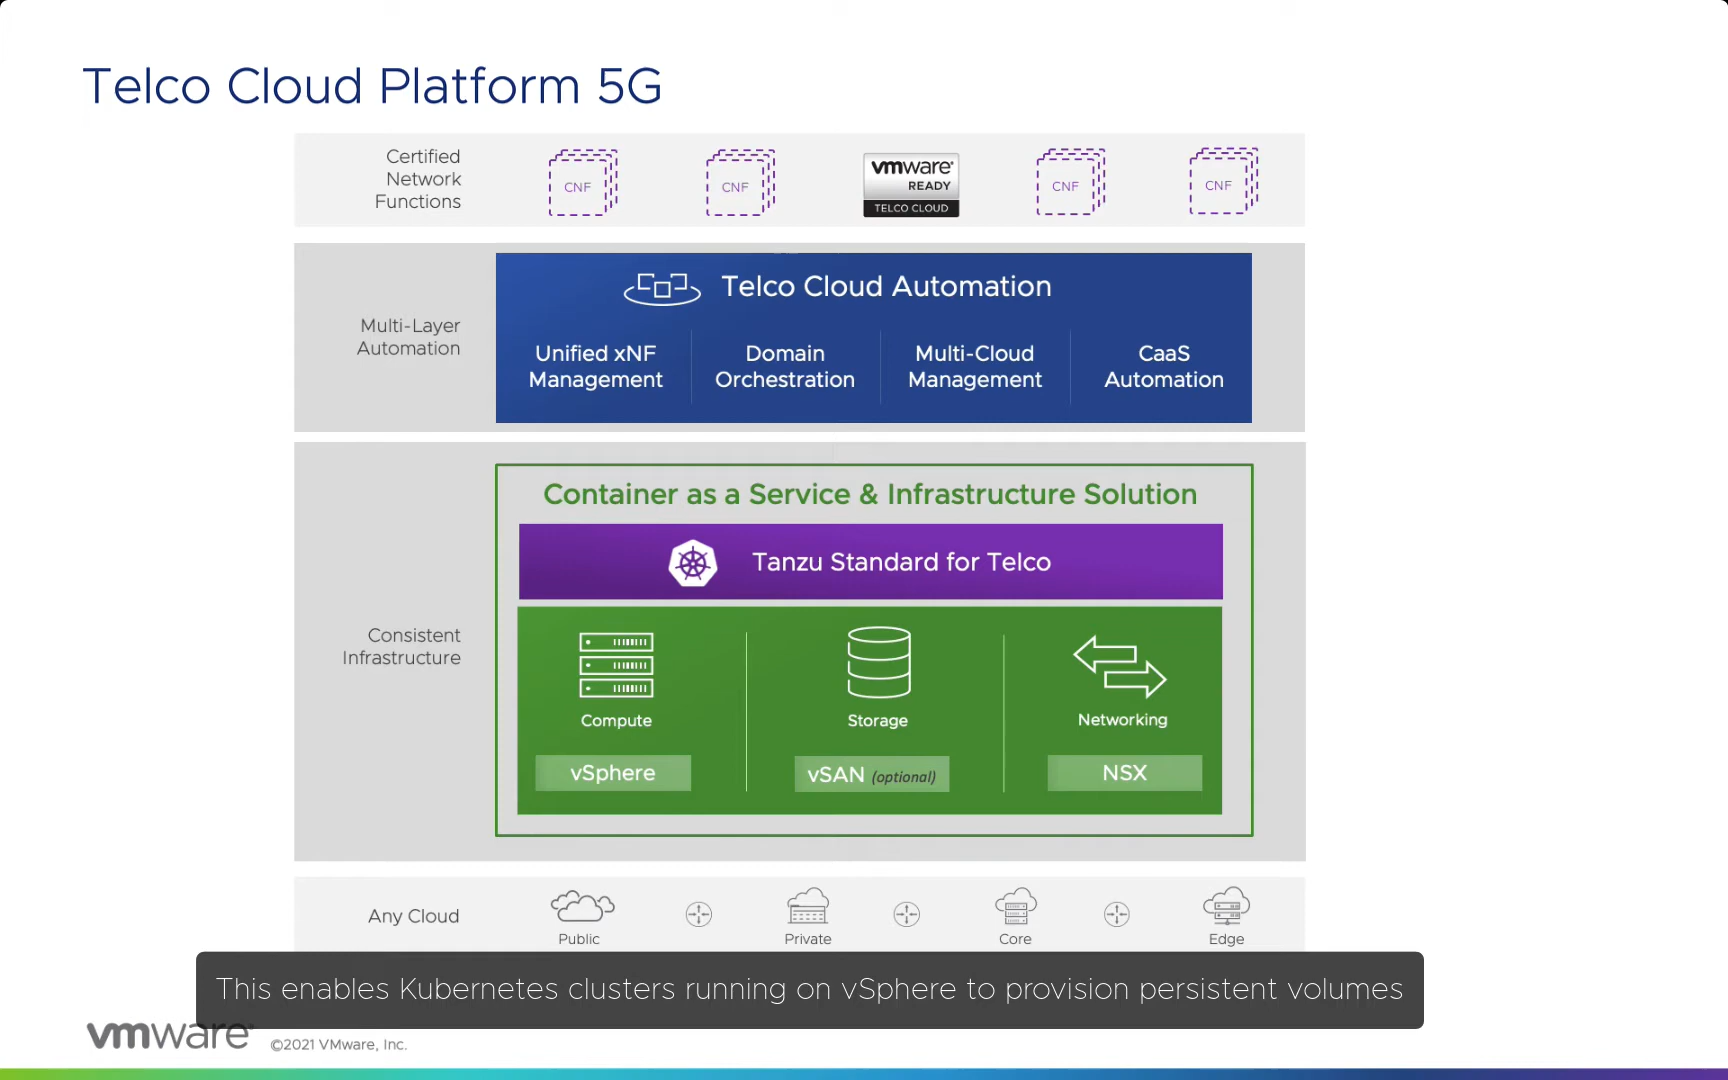 Telco Cloud Platform 5G
Certified
Network
Functions
CNF
CNF
vmware®
READY
TELCO CLOUD
CNF
CNF
Multi-Layer
Automation
Telco Cloud Automation
Unified xNF
Management
Domain
Orchestration
Multi-Cloud
Management
CaaS
Automation
Consistent
Infrastructure
Container as a Service & Infrastructure Solution
Tanzu Standard for Telco
Compute
Storage
Networking
vSphere
vSAN (optional)
NSX
Any Cloud
Public
Private
Core
Edge
This enables Kubernetes clusters running on vSphere to provision persistent volumes
vmware®
©2021 VMware, Inc.